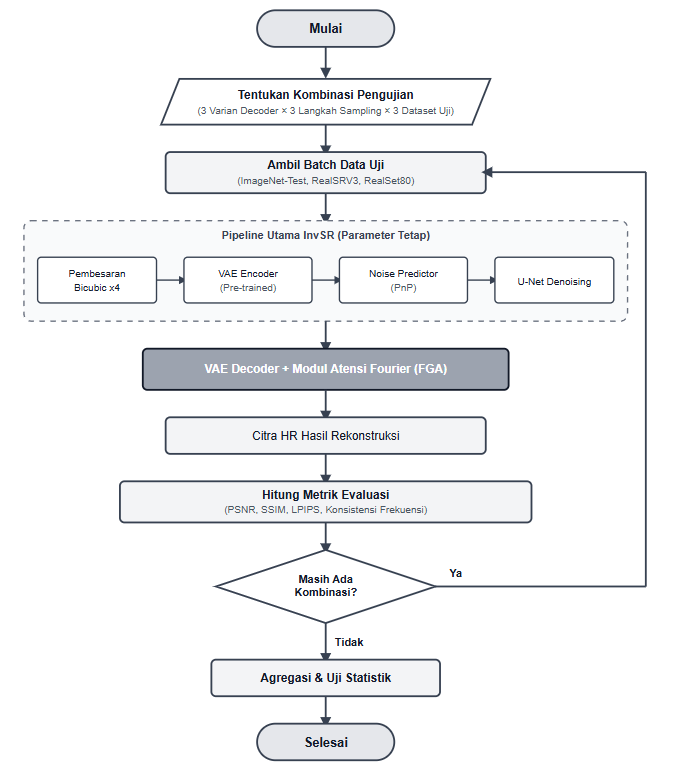 Mulai
Tentukan Kombinasi Pengujian
(3 Varian Decoder × 3 Langkah Sampling × 3 Dataset Uji)
Ambil Batch Data Uji
(ImageNet-Test, RealSRV3, RealSet80)
Pipeline Utama InvSR (Parameter Tetap)
Pembesaran
Bicubic x4
VAE Encoder
(Pre-trained)
Noise Predictor
(PnP)
U-Net Denoising
VAE Decoder + Modul Atensi Fourier (FGA)
Citra HR Hasil Rekonstruksi
Hitung Metrik Evaluasi
(PSNR, SSIM, LPIPS, Konsistensi Frekuensi)
Masih Ada
Kombinasi?
Ya
Tidak
Agregasi & Uji Statistik
Selesai